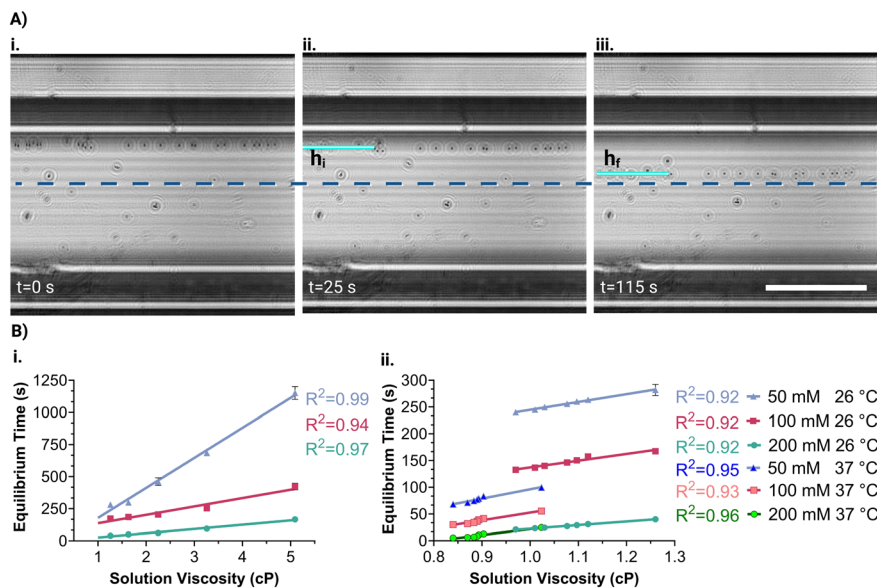 A)
i.
ii.
iii.
h_i
h_f
t=0 s
t=25 s
t=115 s
B)
i.
ii.
Equilibrium Time (s)
1250
1000
750
500
250
0
1 2 3 4 5
Solution Viscosity (cP)
R²=0.99
R²=0.94
R²=0.97
Equilibrium Time (s)
300
250
200
150
100
50
0
0.8 0.9 1.0 1.1 1.2 1.3
Solution Viscosity (cP)
R²=0.92 50 mM 26 °C
R²=0.92 100 mM 26 °C
R²=0.92 200 mM 26 °C
R²=0.95 50 mM 37 °C
R²=0.93 100 mM 37 °C
R²=0.96 200 mM 37 °C